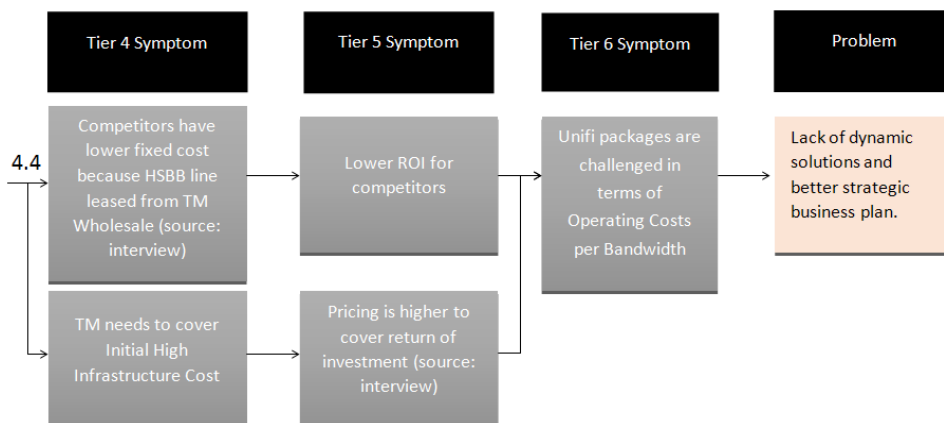 Tier 4 Symptom
Tier 5 Symptom
Tier 6 Symptom
Problem
4.4
Competitors have
lower fixed cost
because HSBB line
leased from TM
Wholesale (source:
interview)
Lower ROI for
competitors
Unifi packages are
challenged in
terms of
Operating Costs
per Bandwidth
Lack of dynamic
solutions and
better strategic
business plan.
TM needs to cover
Initial High
Infrastructure Cost
Pricing is higher to
cover return of
investment (source:
interview)